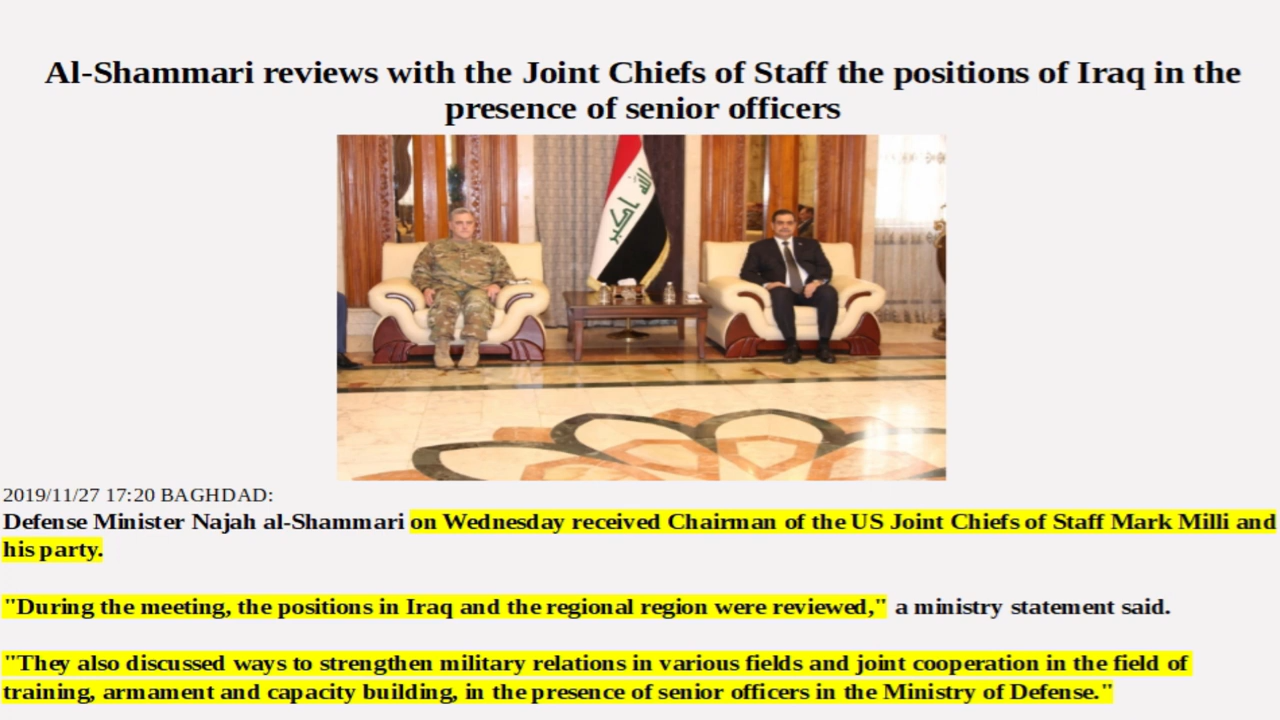 Al-Shammari reviews with the Joint Chiefs of Staff the positions of Iraq in the
presence of senior officers
الله اكبر
2019/11/27 17:20 BAGHDAD:
Defense Minister Najah al-Shammari on Wednesday received Chairman of the US Joint Chiefs of Staff Mark Milli and
his party.
"During the meeting, the positions in Iraq and the regional region were reviewed," a ministry statement said.
"They also discussed ways to strengthen military relations in various fields and joint cooperation in the field of
training, armament and capacity building, in the presence of senior officers in the Ministry of Defense."